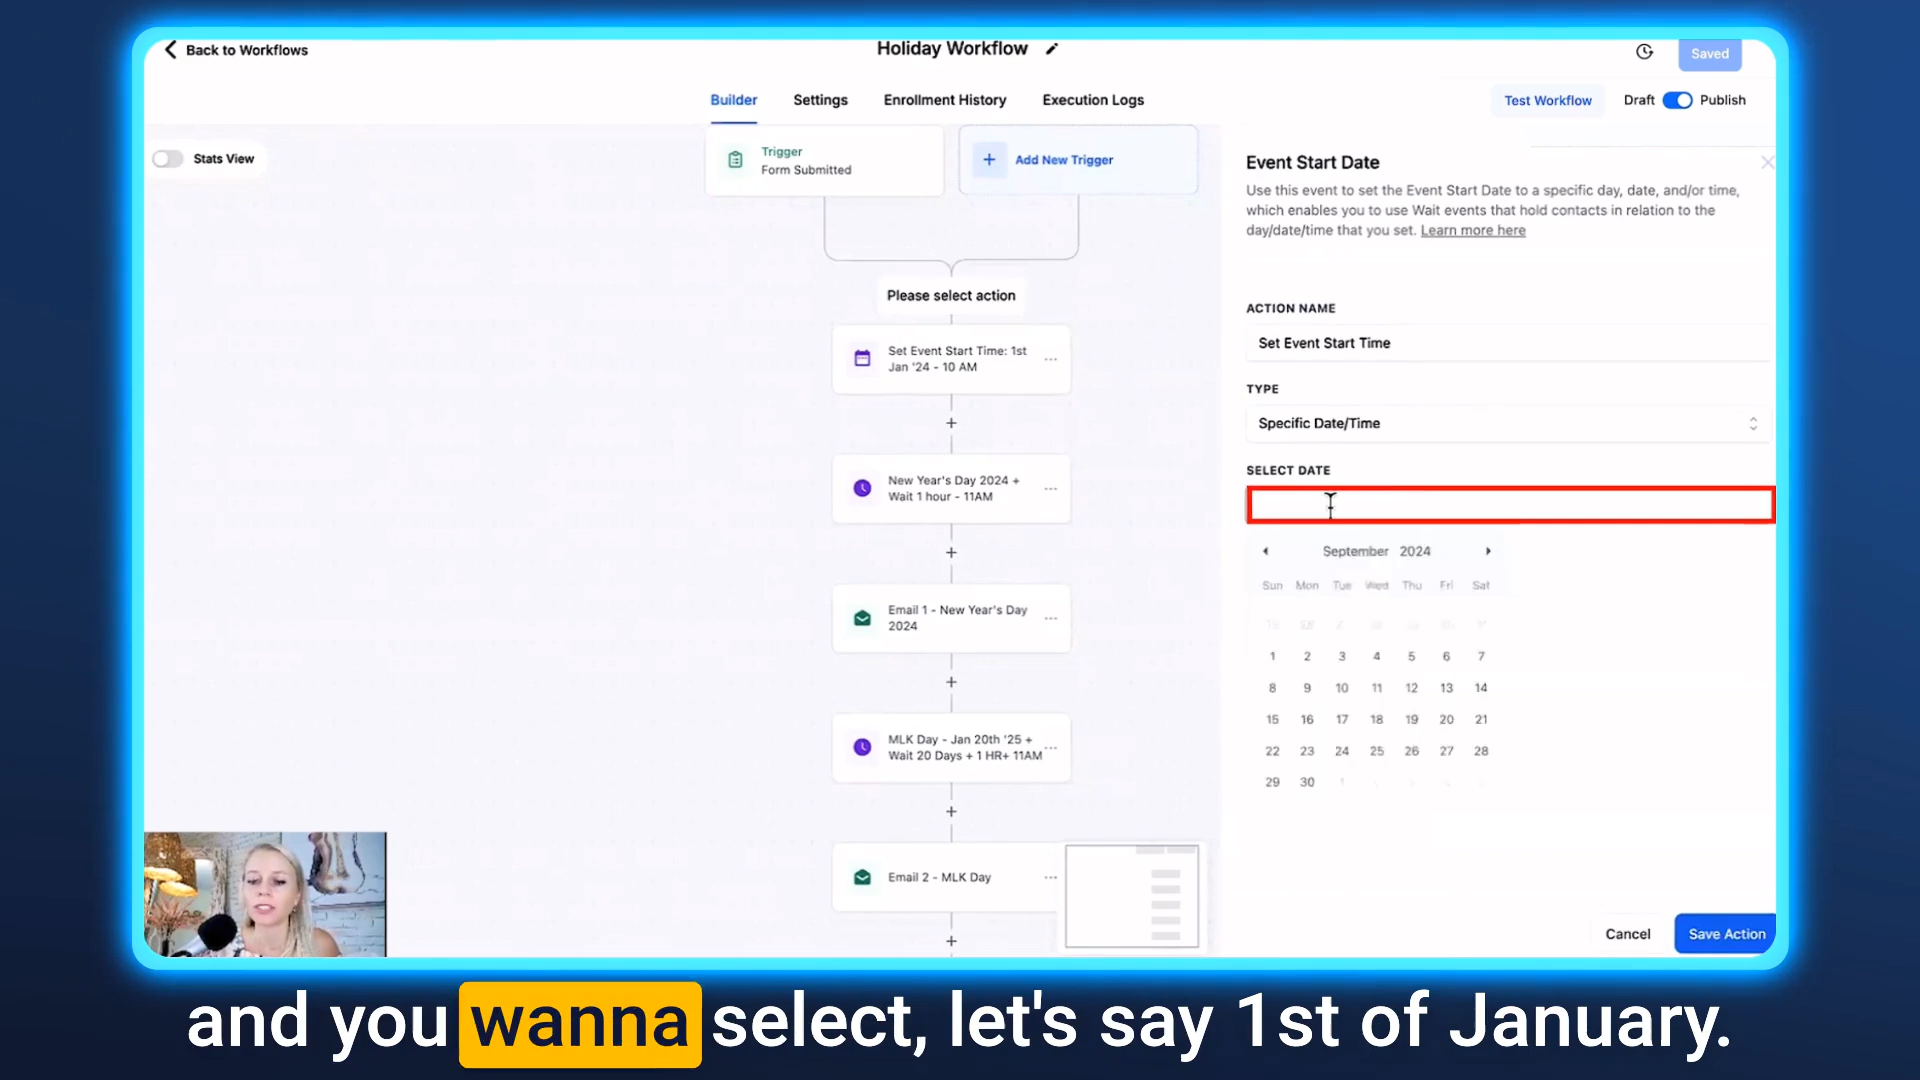 Back to Workflows
Holiday Workflow
Saved
Builder
Settings
Enrollment History
Execution Logs
Test Workflow
Draft
Publish
Stats View
Trigger
Form Submitted
Add New Trigger
Please select action
Set Event Start Time: 1st
Jan '24 - 10 AM
New Year's Day 2024 +
Wait 1 hour - 11AM
Email 1 - New Year's Day
2024
MLK Day - Jan 20th '25 +
Wait 20 Days + 1 HR+ 11AM
Email 2 - MLK Day
Event Start Date
Use this event to set the Event Start Date to a specific day, date, and/or time,
which enables you to use Wait events that hold contacts in relation to the
day/date/time that you set. Learn more here
ACTION NAME
Set Event Start Time
TYPE
Specific Date/Time
SELECT DATE
September 2024
Sun Mon Tue Wed Thu Fri Sat
1 2 3 4 5 6 7
8 9 10 11 12 13 14
15 16 17 18 19 20 21
22 23 24 25 26 27 28
29 30
Cancel
Save Action
and you wanna select, let's say 1st of January.